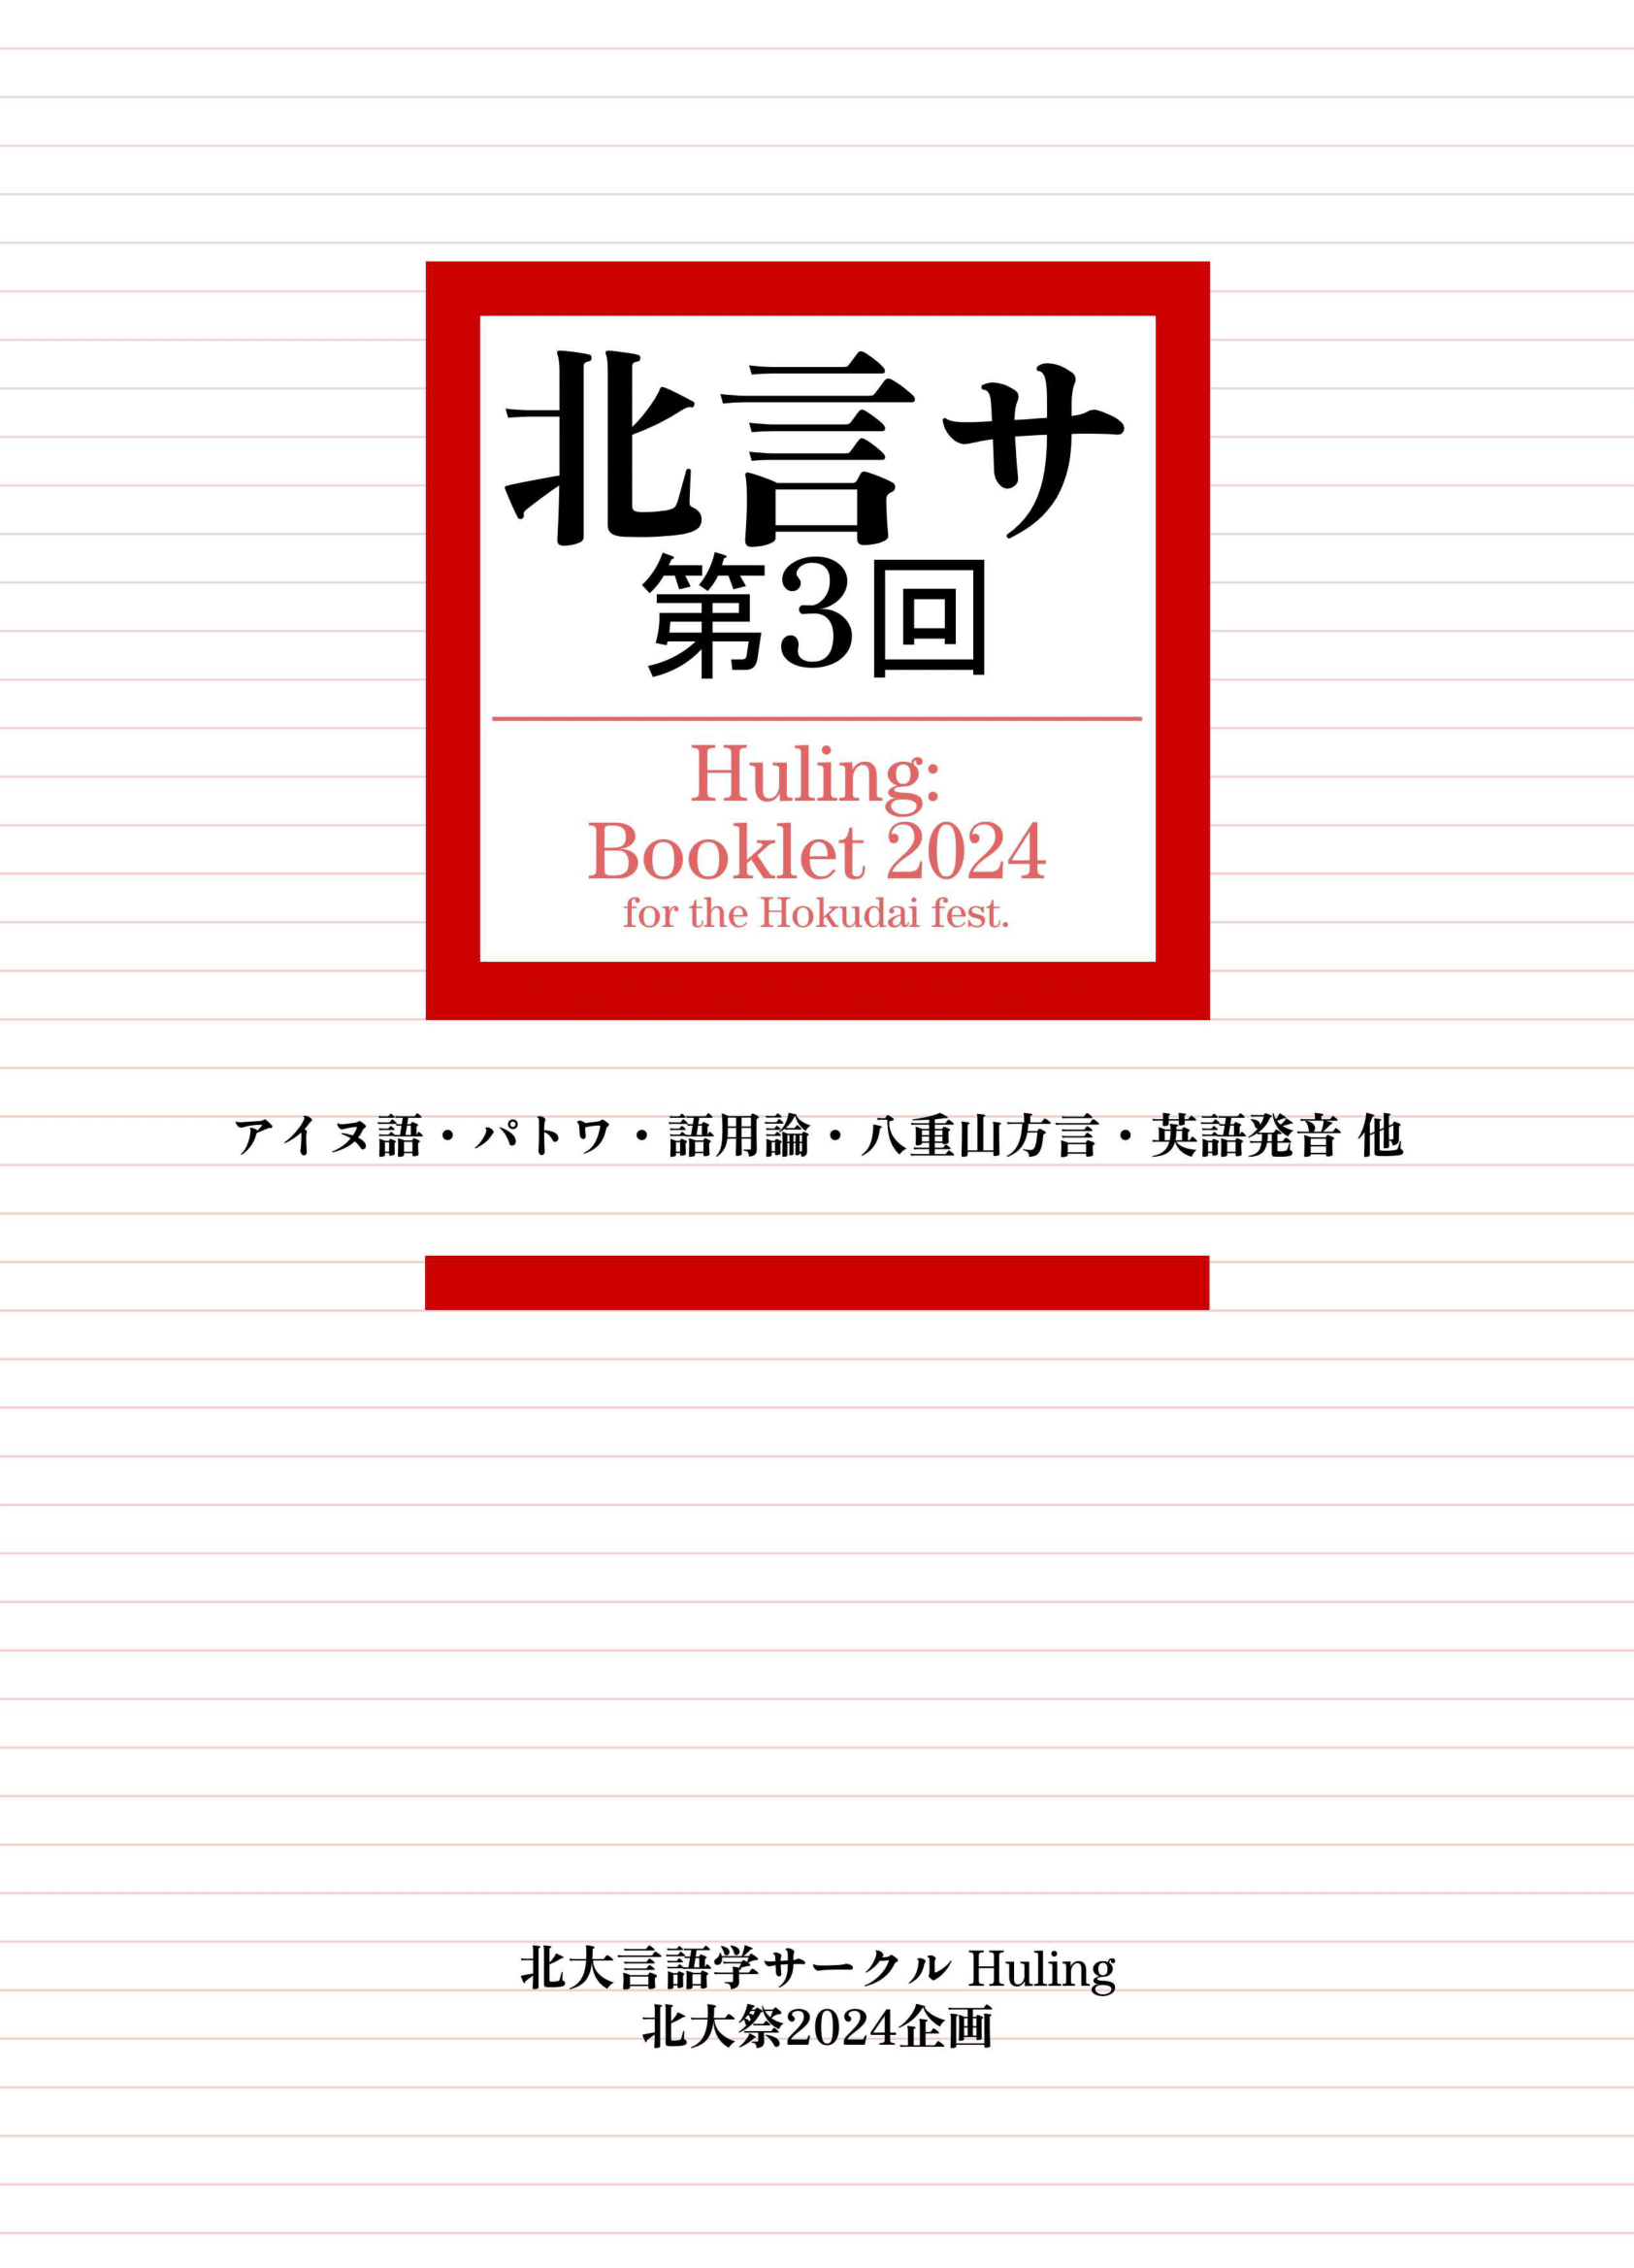 北言サ
第3回
Huling:
Booklet 2024
for the Hokudai fest.
アイヌ語・パトワ・語用論・八重山方言・英語発音 他
北大言語学サークル Huling
北大祭2024企画